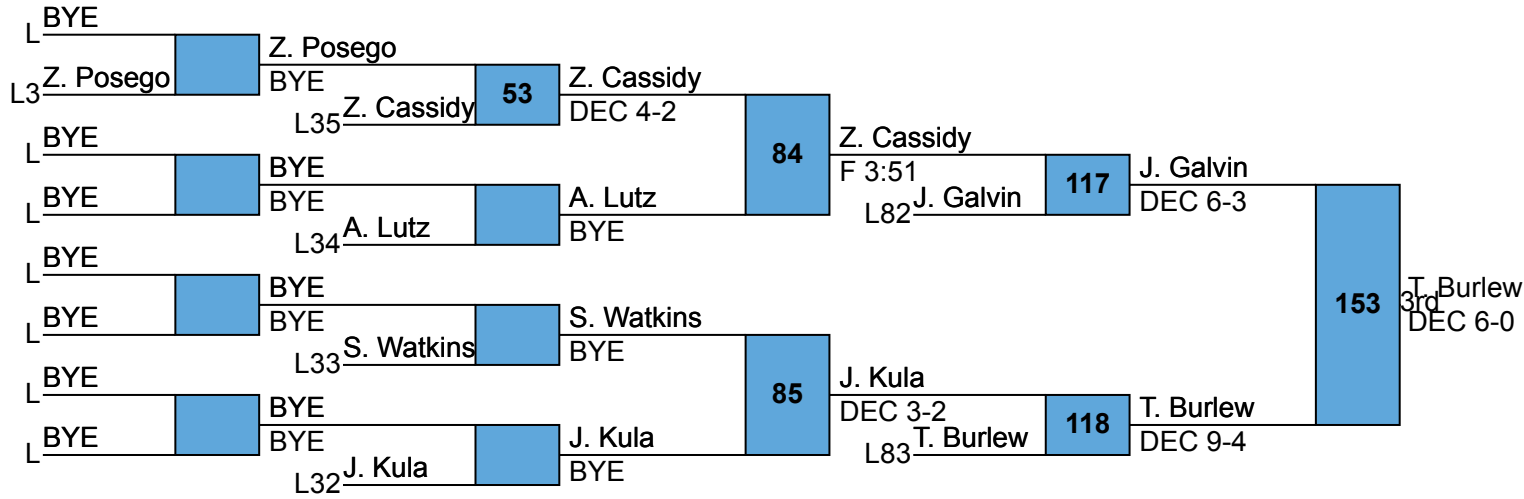 BYE
L
Z. Posego
L3
Z. Posego
BYE
Z. Cassidy
L35
53
Z. Cassidy
DEC 4-2
BYE
L
BYE
L
BYE
BYE
A. Lutz
L34
A. Lutz
BYE
84
Z. Cassidy
F 3:51
J. Galvin
L82
117
J. Galvin
DEC 6-3
BYE
L
BYE
L
BYE
BYE
S. Watkins
L33
S. Watkins
BYE
BYE
L
BYE
L
BYE
BYE
J. Kula
L32
J. Kula
BYE
85
J. Kula
DEC 3-2
T. Burlew
L83
118
T. Burlew
DEC 9-4
153
T. Burlew
3rd
DEC 6-0